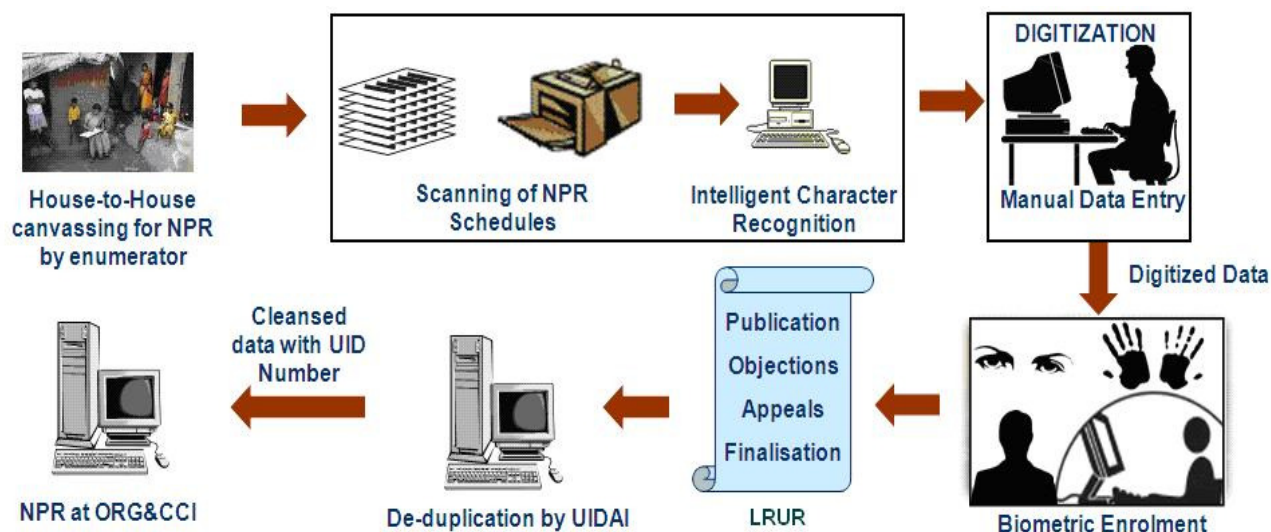 House-to-House
canvassing for NPR
by enumerator
Scanning of NPR
Schedules
Intelligent Character
Recognition
DIGITIZATION
Manual Data Entry
Digitized Data
Biometric Enrolment
Publication
Objections
Appeals
Finalisation
LRUR
De-duplication by UIDAI
Cleansed
data with UID
Number
NPR at ORG&CCI